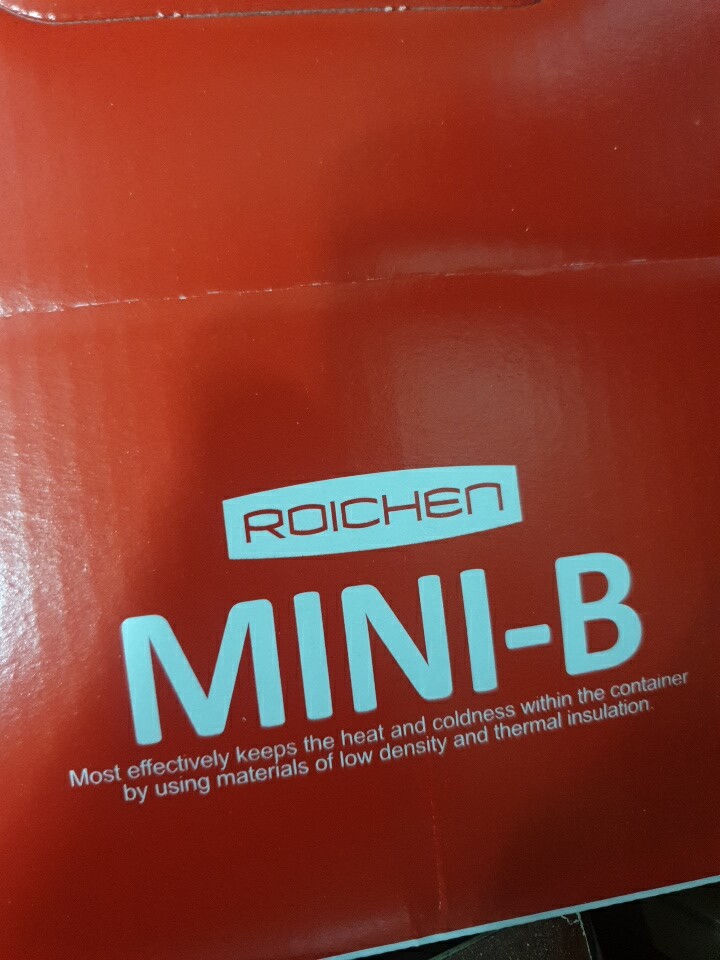 ROICHEN
MINI-B
Most effectively keeps the heat and coldness within the container
by using materials of low density and thermal insulation.